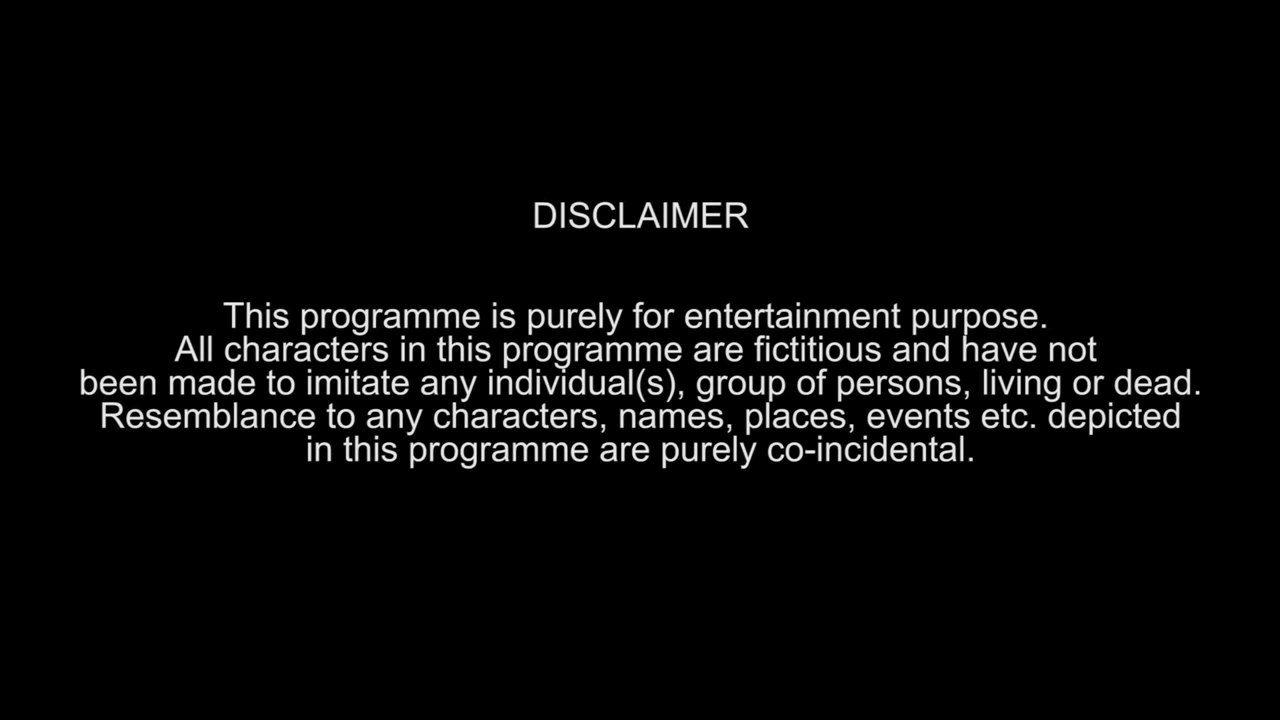 DISCLAIMER
This programme is purely for entertainment purpose.
All characters in this programme are fictitious and have not
been made to imitate any individual(s), group of persons, living or dead.
Resemblance to any characters, names, places, events etc. depicted
in this programme are purely co-incidental.